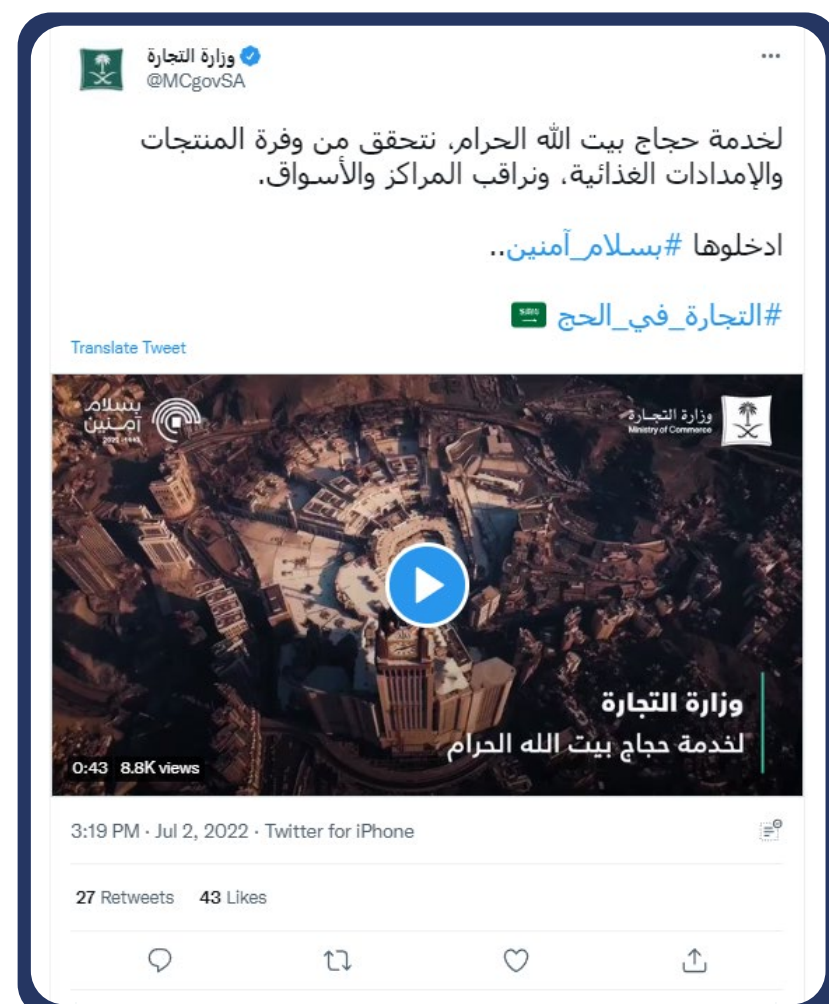 وزارة التجارة
@MCgovSA
لخدمة حجاج بيت الله الحرام، نتحقق من وفرة المنتجات
والإمدادات الغذائية، ونراقب المراكز والأسواق.
ادخلوها #بسلام_آمنين..
#التجارة_في_الحج 🇸🇦
Translate Tweet
وزارة التجارة
Ministry of Commerce
بسلام
آمنين
وزارة التجارة
لخدمة حجاج بيت الله الحرام
0:43 8.8K views
3:19 PM · Jul 2, 2022 · Twitter for iPhone
27 Retweets 43 Likes